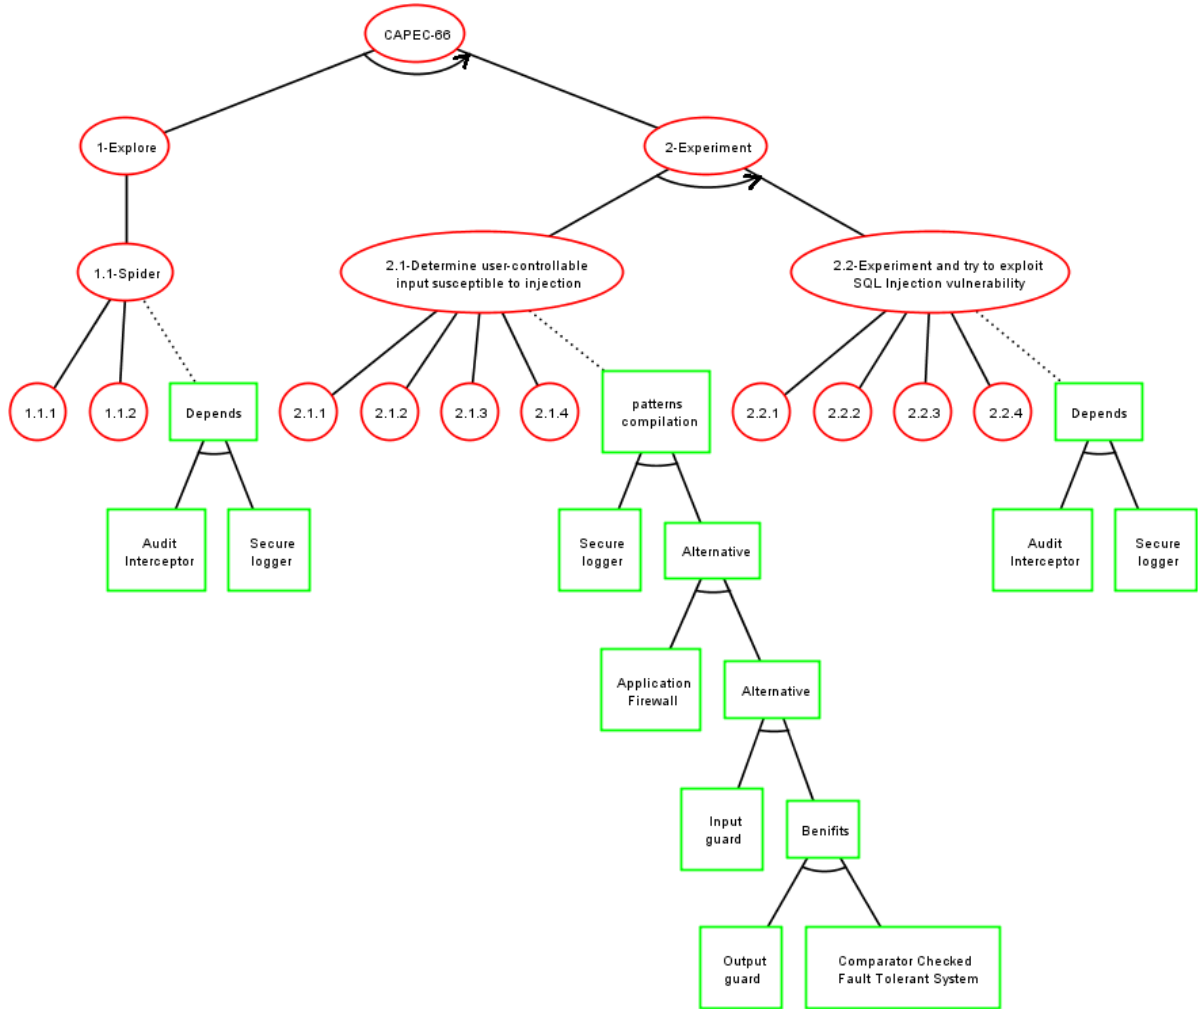 CAPEC-66
1-Explore
2-Experiment
1.1-Spider
2.1-Determine user-controllable
input susceptible to injection
2.2-Experiment and try to exploit
SQL Injection vulnerability
1.1.1
1.1.2
Depends
2.1.1
2.1.2
2.1.3
2.1.4
patterns
compilation
2.2.1
2.2.2
2.2.3
2.2.4
Depends
Audit
Interceptor
Secure
logger
Secure
logger
Alternative
Audit
Interceptor
Secure
logger
Application
Firewall
Alternative
Input
guard
Benifits
Output
guard
Comparator Checked
Fault Tolerant System